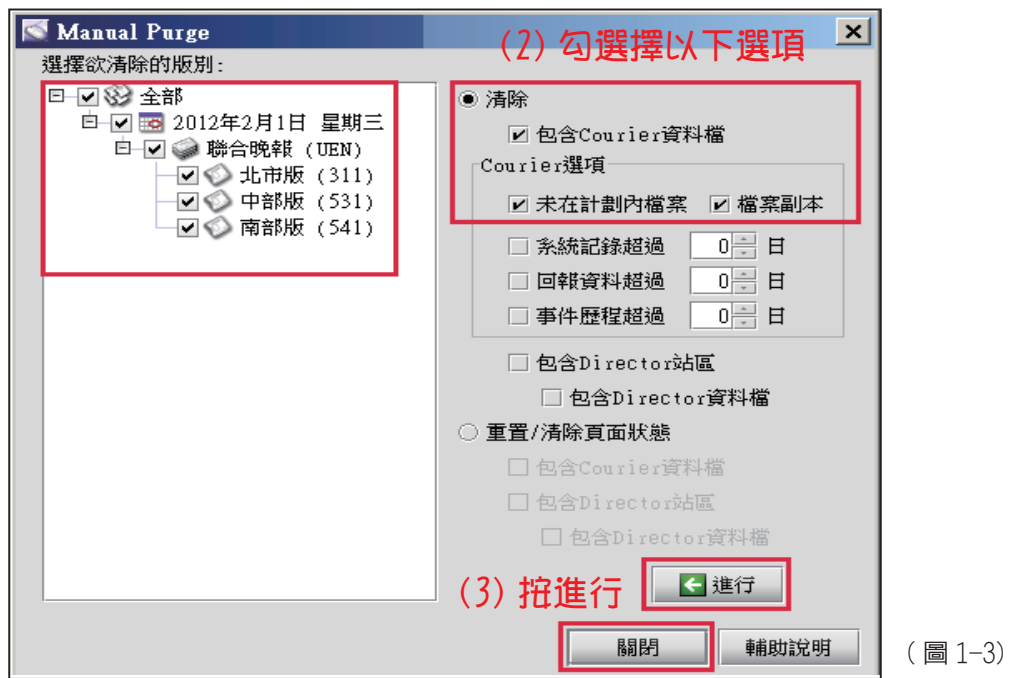 Manual Purge
(2) 勾選擇以下選項
選擇欲清除的版別:
全部
2012年2月1日 星期三
聯合晚報 (UEN)
北市版 (311)
中部版 (531)
南部版 (541)
清除
包含Courier資料檔
Courier選項
未在計劃內檔案 檔案副本
系統記錄超過 0 日
回報資料超過 0 日
事件歷程超過 0 日
包含Director站區
包含Director資料檔
重置/清除頁面狀態
包含Courier資料檔
包含Director站區
包含Director資料檔
(3) 按進行
進行
關閉 輔助說明
(圖 1-3)